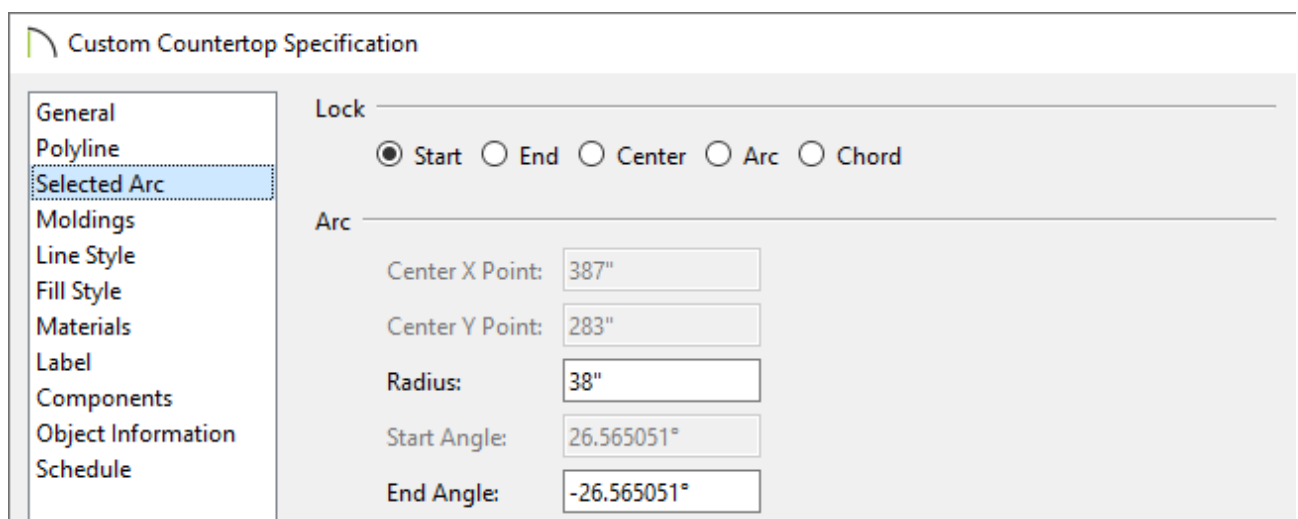 Custom Countertop Specification
General
Polyline
Selected Arc
Moldings
Line Style
Fill Style
Materials
Label
Components
Object Information
Schedule
Lock
Start End Center Arc Chord
Arc
Center X Point: 387"
Center Y Point: 283"
Radius: 38"
Start Angle: 26.565051°
End Angle: -26.565051°